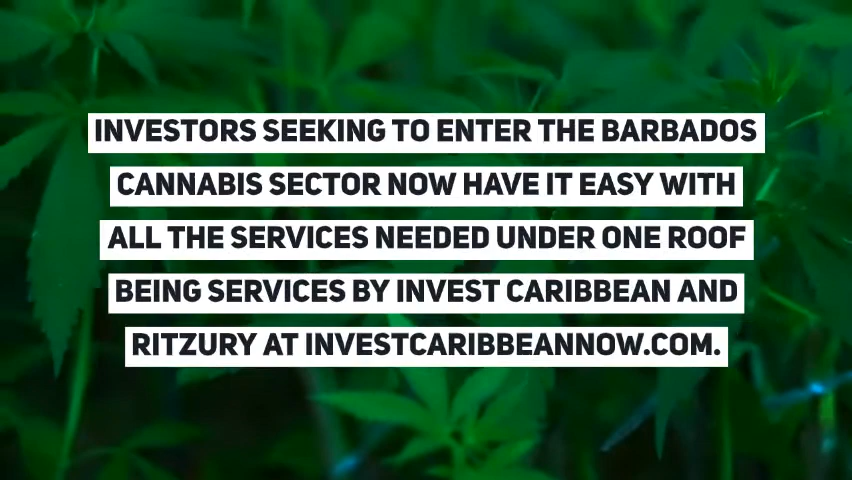 INVESTORS SEEKING TO ENTER THE BARBADOS
CANNABIS SECTOR NOW HAVE IT EASY WITH
ALL THE SERVICES NEEDED UNDER ONE ROOF
BEING SERVICES BY INVEST CARIBBEAN AND
RITZURY AT INVESTCARIBBEANNOW.COM.